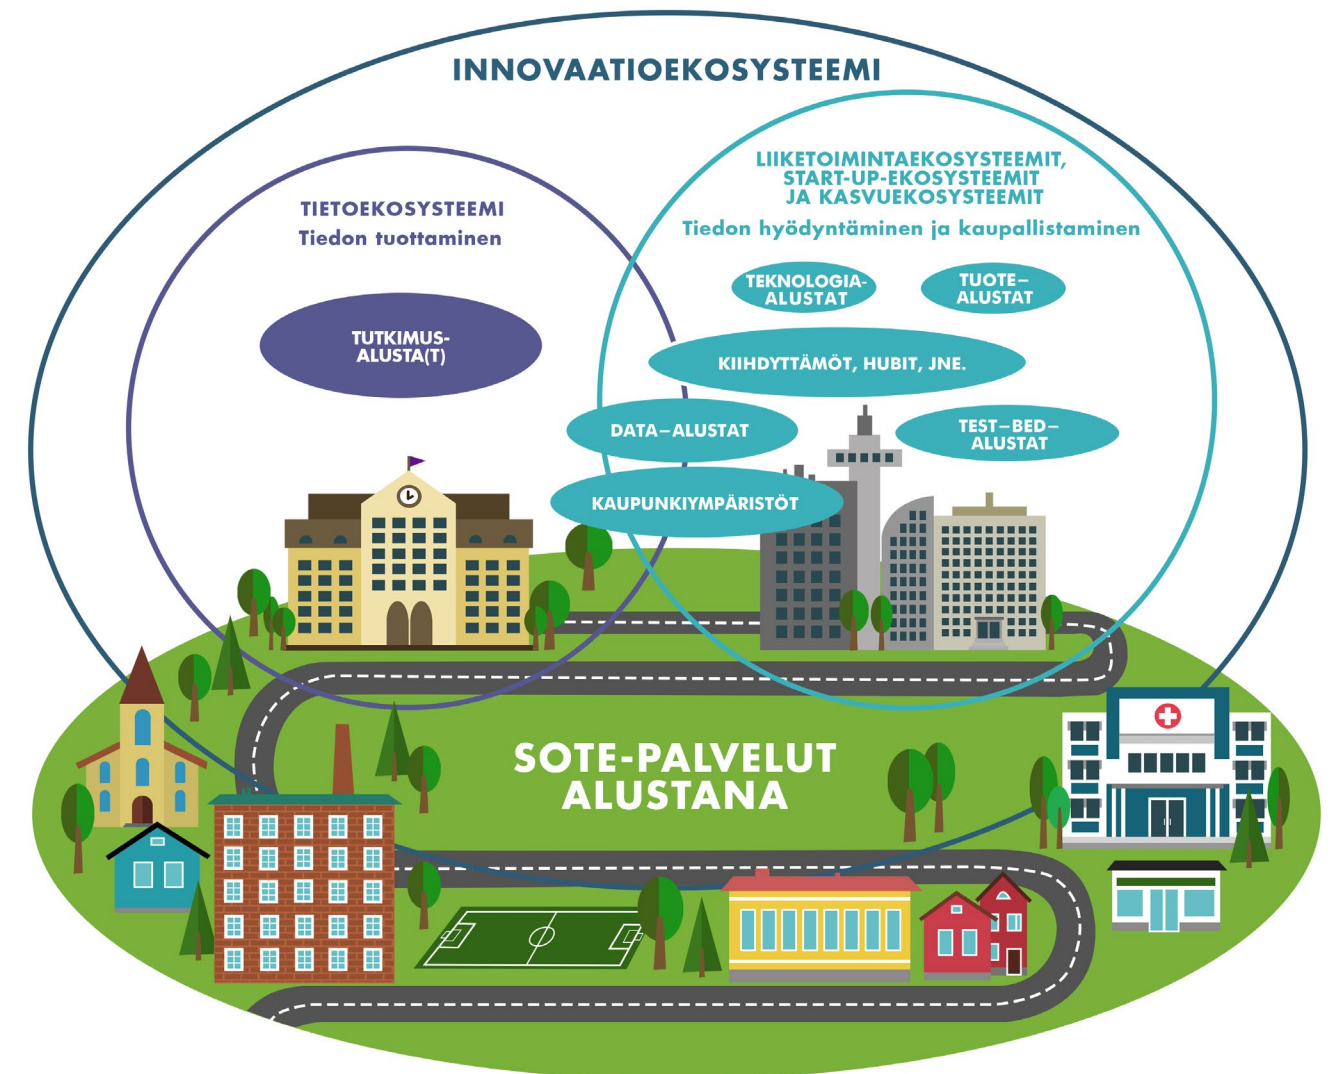 INNOVAATIOEKOSYSTEEMI
TIETOEKOSYSTEEMI
Tiedon tuottaminen
TUTKIMUS-
ALUSTA(T)
LIIKETOIMINTAEKOSYSTEEMIT,
START-UP-EKOSYSTEEMIT
JA KASVUEKOSYSTEEMIT
Tiedon hyödyntäminen ja kaupallistaminen
TEKNOLOGIA-
ALUSTAT
TUOTE–
ALUSTAT
KIIHDYTTÄMÖT, HUBIT, JNE.
DATA–ALUSTAT
TEST–BED–
ALUSTAT
KAUPUNKIYMPÄRISTÖT
SOTE-PALVELUT
ALUSTANA